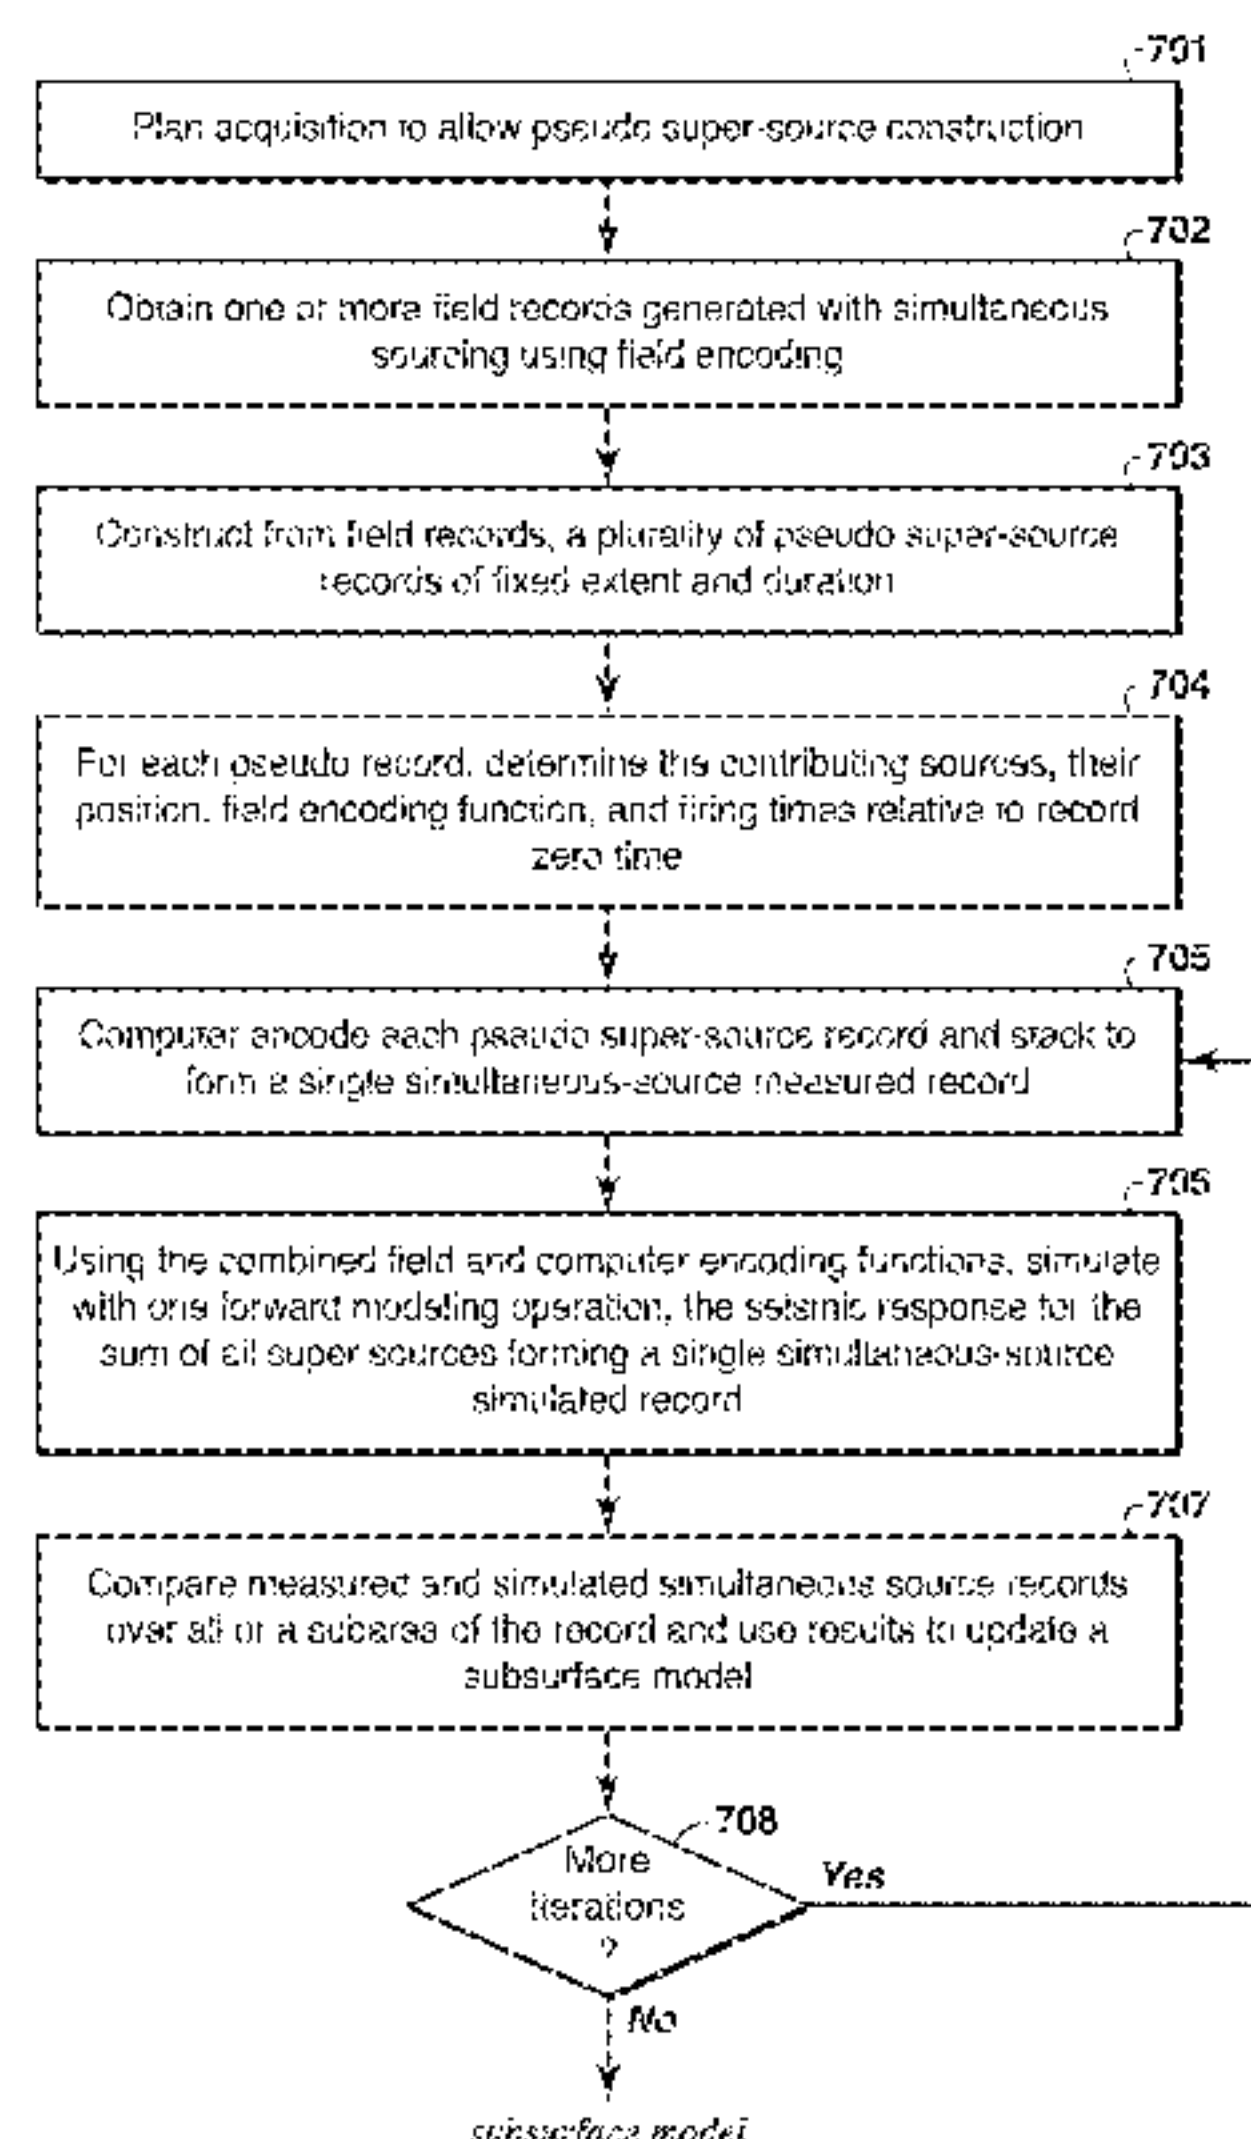 701
Plan acquisition to allow pseudo super-source construction
702
Obtain one or more field records generated with simultaneous
sourcing using field encoding
703
Construct from field records, a plurality of pseudo super-source
records of fixed extent and duration
704
For each pseudo record, determine the contributing sources, their
position, field encoding function, and firing times relative to record
zero time
705
Computer encode each pseudo super-source record and stack to
form a single simultaneous-source measured record
706
Using the combined field and computer encoding functions, simulate
with one forward modeling operation, the seismic response for the
sum of all super sources forming a single simultaneous-source
simulated record
707
Compare measured and simulated simultaneous source records
over all or a subarea of the record and use results to update a
subsurface model
708
More
iterations
?
Yes
No
subsurface model